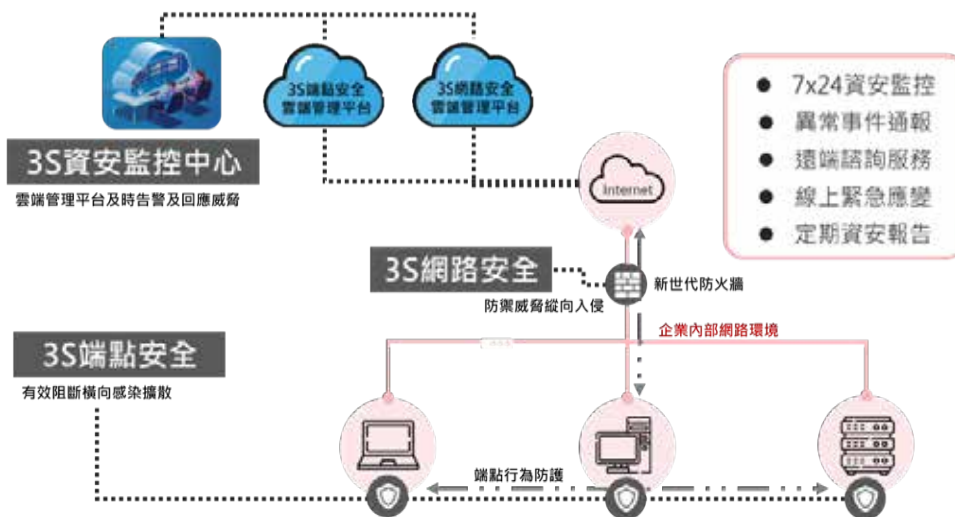 3S端點安全
雲端管理平台
3S網路安全
雲端管理平台
3S資安監控中心
雲端管理平台及時告警及回應威脅
Internet
● 7x24資安監控
● 異常事件通報
● 遠端諮詢服務
● 線上緊急應變
● 定期資安報告
3S網路安全
防禦威脅縱向入侵
新世代防火牆
企業內部網路環境
3S端點安全
有效阻斷橫向感染擴散
端點行為防護